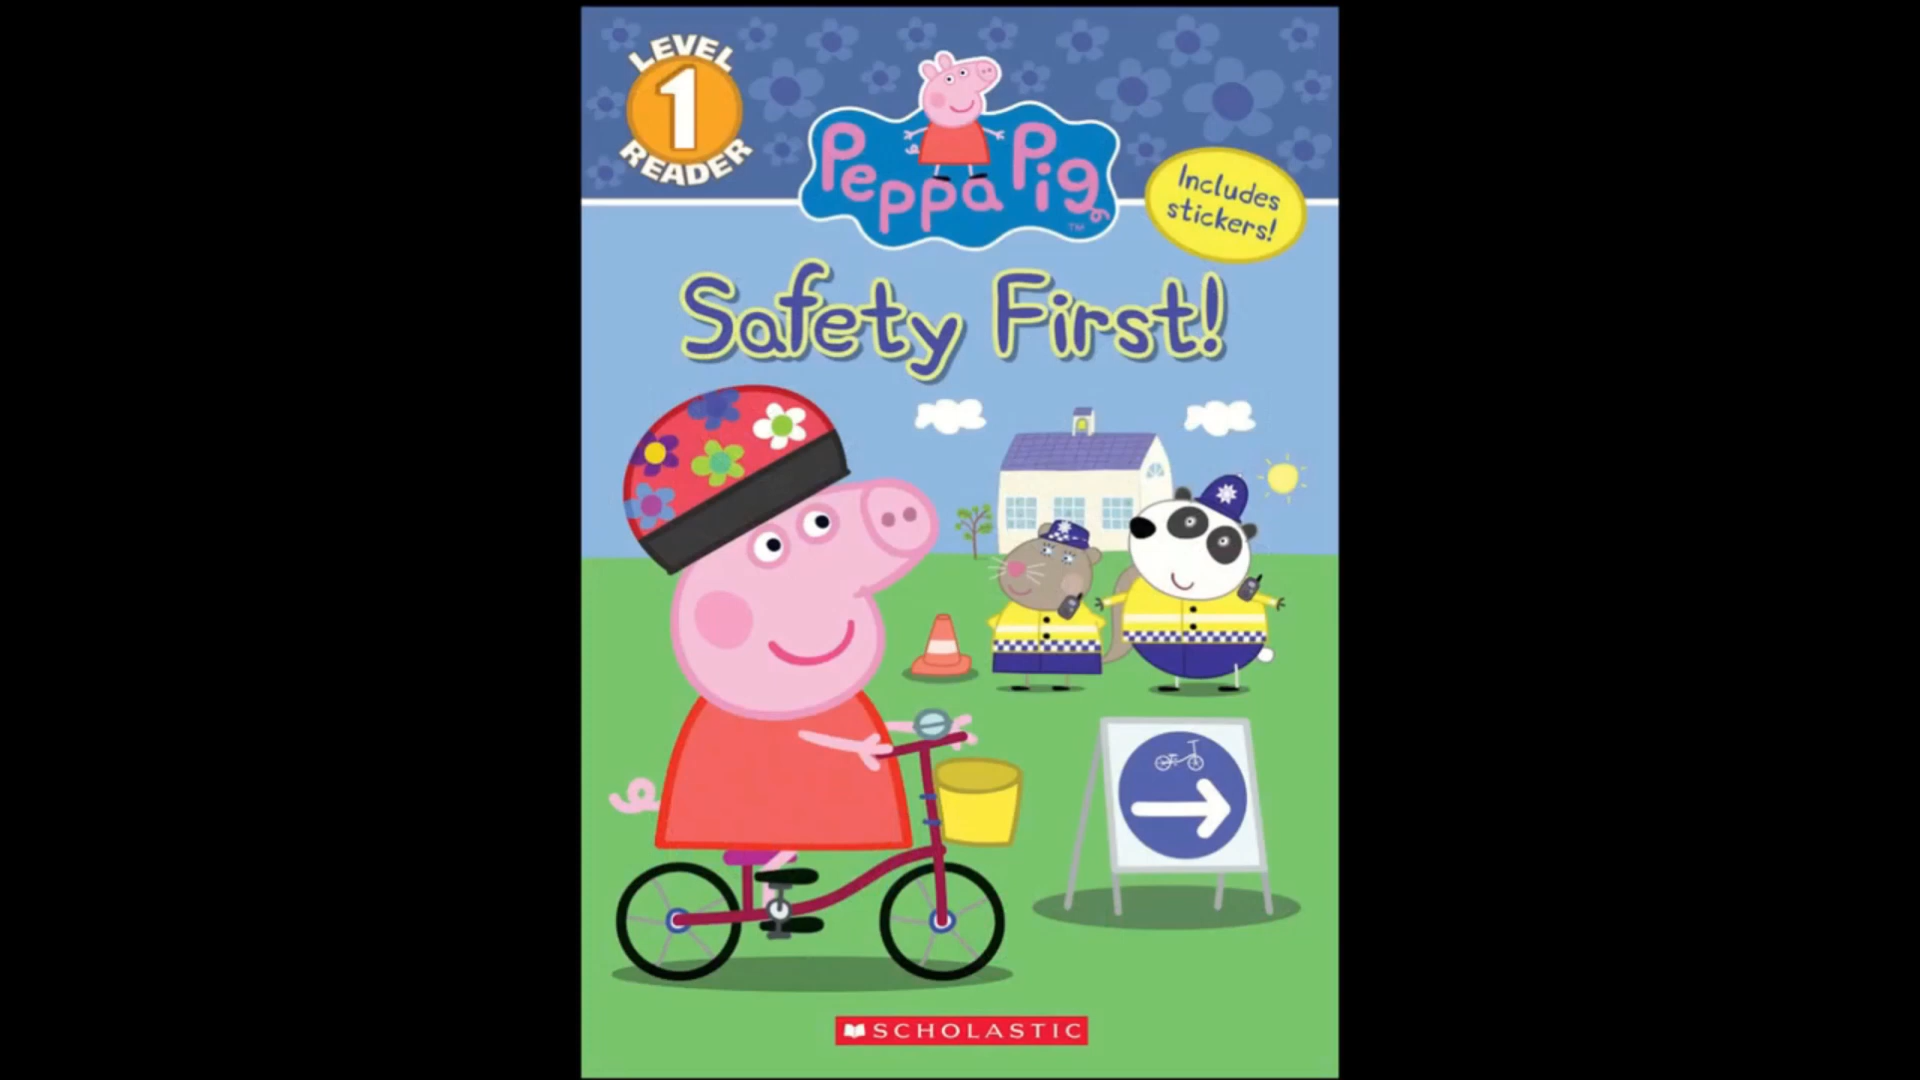 LEVEL
1
READER
Peppa Pig
TM
Includes
stickers!
Safety First!
SCHOLASTIC